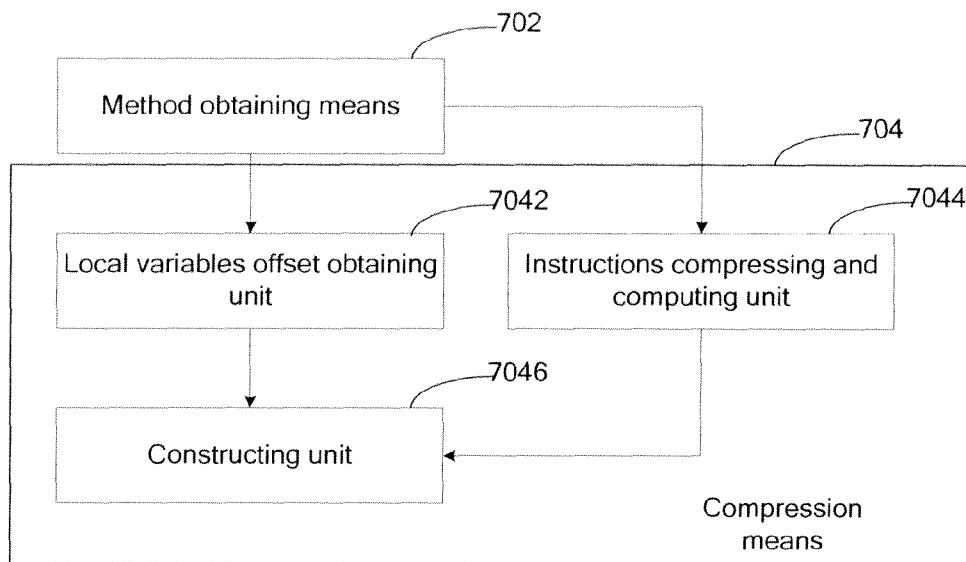 702
Method obtaining means
704
7042
7044
Local variables offset obtaining
unit
Instructions compressing and
computing unit
7046
Constructing unit
Compression
means